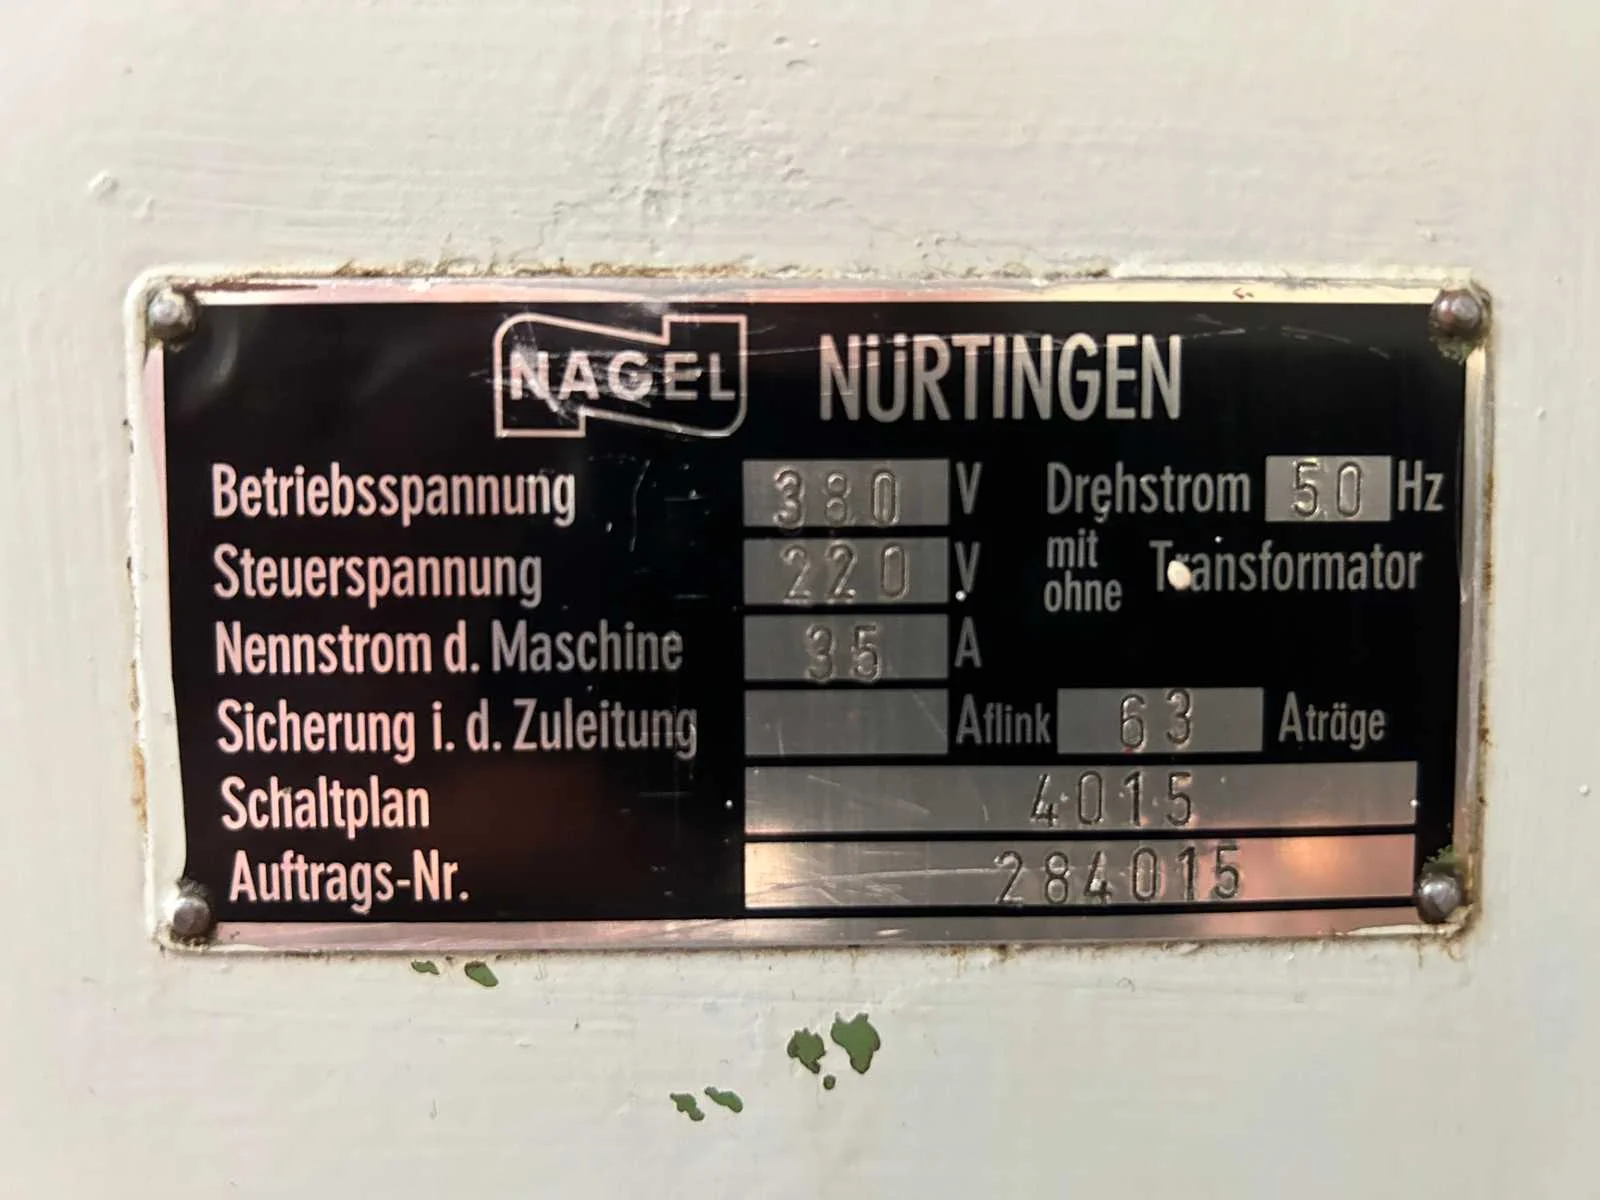 NAGEL NÜRTINGEN
Betriebsspannung 380 V Drehstrom 50 Hz
Steuerspannung 220 V mit ohne Transformator
Nennstrom d. Maschine 35 A
Sicherung i. d. Zuleitung Aflink 63 Aträge
Schaltplan 4015
Auftrags-Nr. 284015